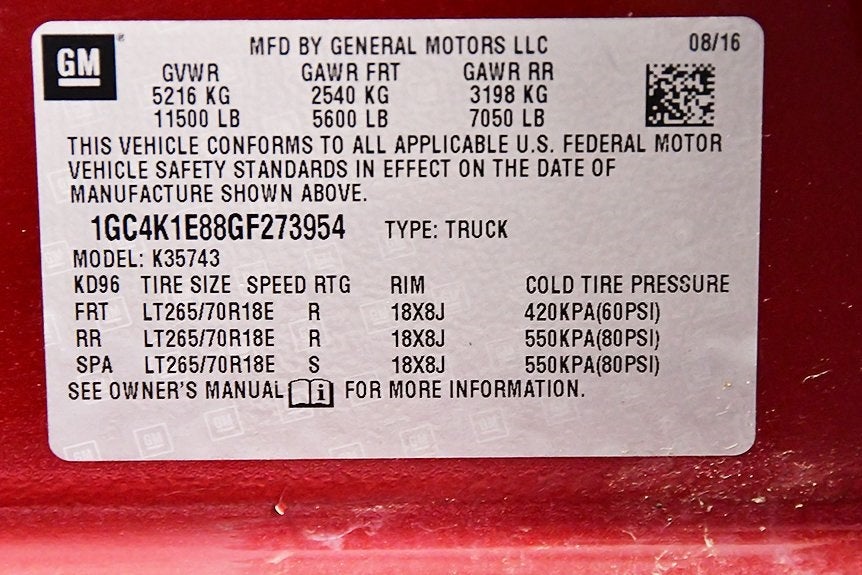 GM
MFD BY GENERAL MOTORS LLC 08/16
GVWR GAWR FRT GAWR RR
5216 KG 2540 KG 3198 KG
11500 LB 5600 LB 7050 LB
THIS VEHICLE CONFORMS TO ALL APPLICABLE U.S. FEDERAL MOTOR
VEHICLE SAFETY STANDARDS IN EFFECT ON THE DATE OF
MANUFACTURE SHOWN ABOVE.
1GC4K1E88GF273954 TYPE: TRUCK
MODEL: K35743
KD96 TIRE SIZE SPEED RTG RIM COLD TIRE PRESSURE
FRT LT265/70R18E R 18X8J 420KPA(60PSI)
RR LT265/70R18E R 18X8J 550KPA(80PSI)
SPA LT265/70R18E S 18X8J 550KPA(80PSI)
SEE OWNER'S MANUAL i FOR MORE INFORMATION.